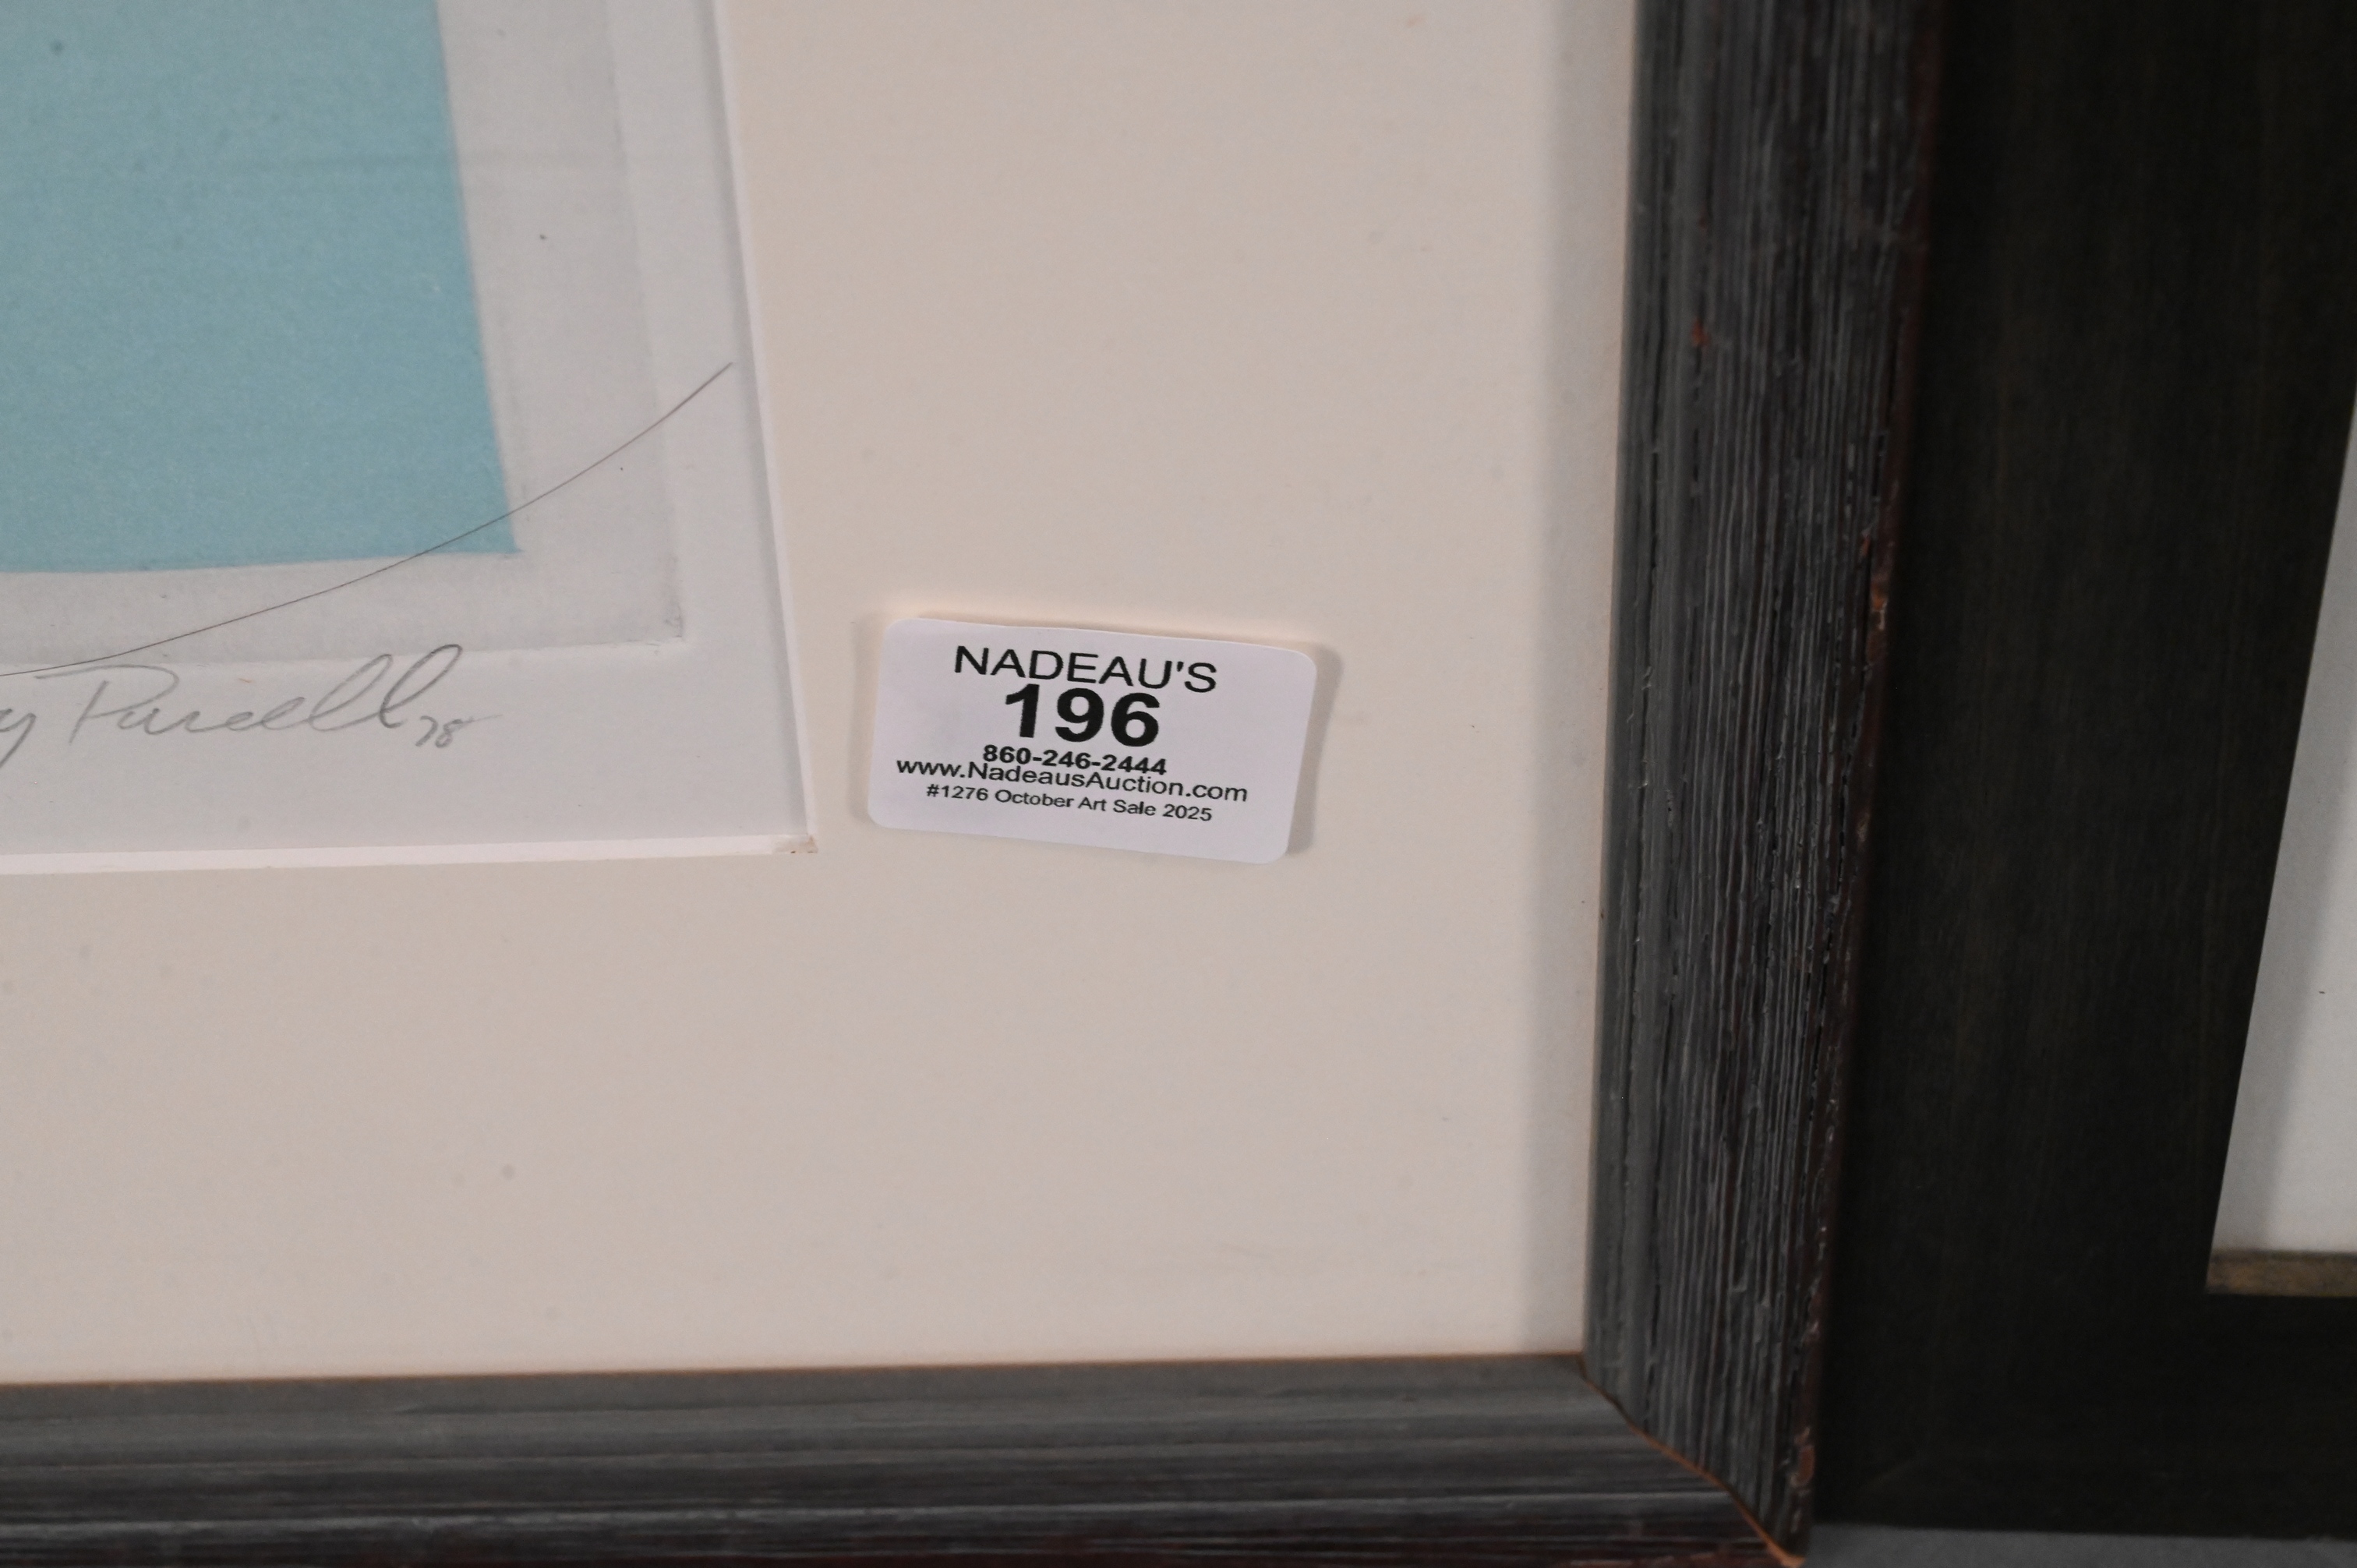 y Purcell 78
NADEAU'S
196
860-246-2444
www.NadeausAuction.com
#1276 October Art Sale 2025